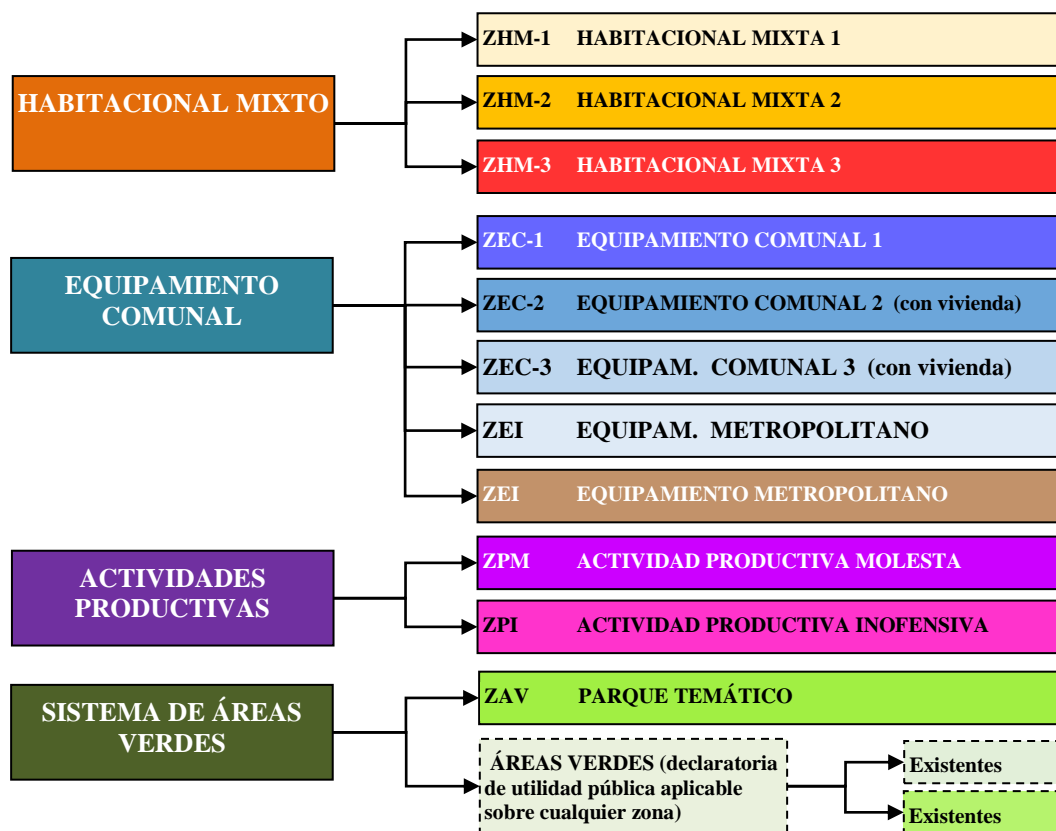 HABITACIONAL MIXTO
ZHM-1 HABITACIONAL MIXTA 1
ZHM-2 HABITACIONAL MIXTA 2
ZHM-3 HABITACIONAL MIXTA 3
EQUIPAMIENTO
COMUNAL
ZEC-1 EQUIPAMIENTO COMUNAL 1
ZEC-2 EQUIPAMIENTO COMUNAL 2 (con vivienda)
ZEC-3 EQUIPAM. COMUNAL 3 (con vivienda)
ZEI EQUIPAM. METROPOLITANO
ZEI EQUIPAMIENTO METROPOLITANO
ACTIVIDADES
PRODUCTIVAS
ZPM ACTIVIDAD PRODUCTIVA MOLESTA
ZPI ACTIVIDAD PRODUCTIVA INOFENSIVA
SISTEMA DE ÁREAS
VERDES
ZAV PARQUE TEMÁTICO
ÁREAS VERDES (declaratoria
de utilidad pública aplicable
sobre cualquier zona)
Existentes
Existentes